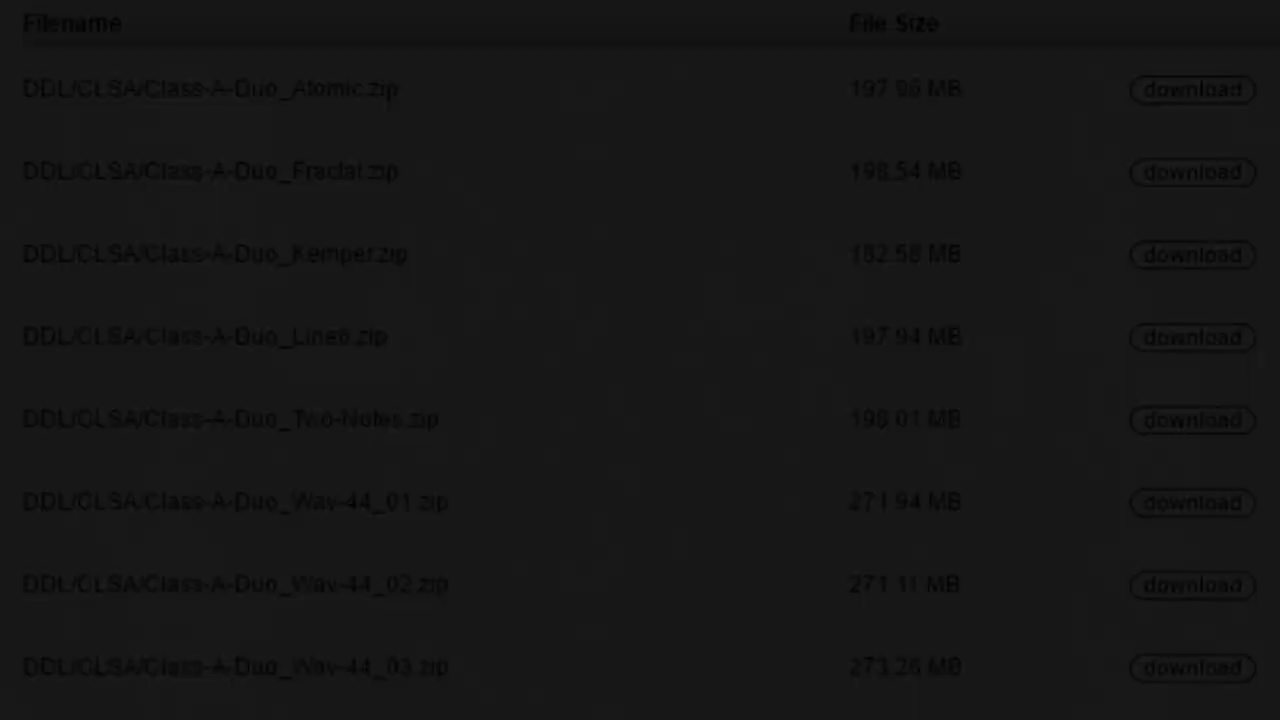 Filename File Size
DDL/CLSA/Class-A-Duo_Atomic.zip 197.96 MB download
DDL/CLSA/Class-A-Duo_Fractal.zip 198.54 MB download
DDL/CLSA/Class-A-Duo_Kemper.zip 182.58 MB download
DDL/CLSA/Class-A-Duo_Line6.zip 197.94 MB download
DDL/CLSA/Class-A-Duo_Two-Notes.zip 198.01 MB download
DDL/CLSA/Class-A-Duo_Wav-44_01.zip 271.94 MB download
DDL/CLSA/Class-A-Duo_Wav-44_02.zip 271.11 MB download
DDL/CLSA/Class-A-Duo_Wav-44_03.zip 273.26 MB download